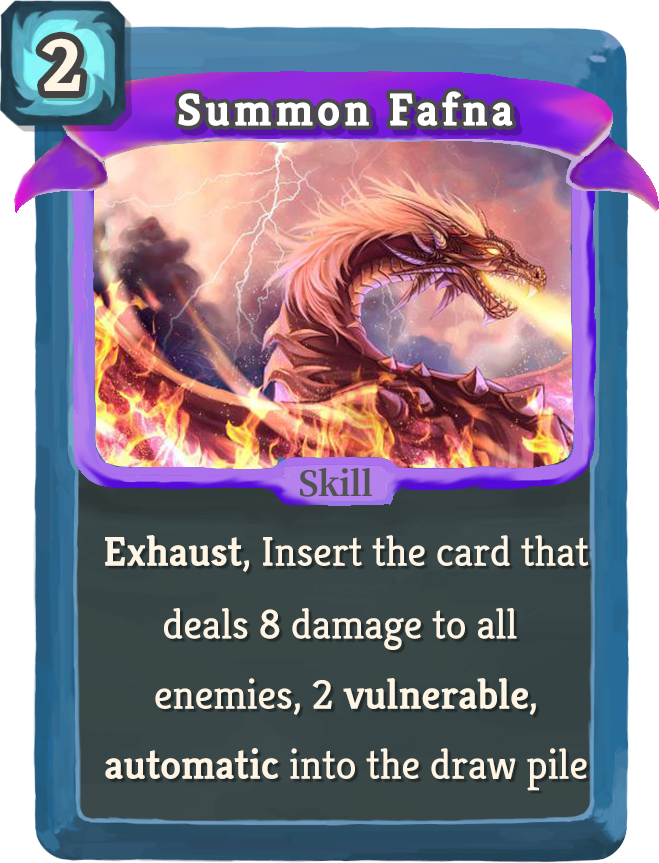 2
Summon Fafna
Skill
Exhaust, Insert the card that
deals 8 damage to all
enemies, 2 vulnerable,
automatic into the draw pile